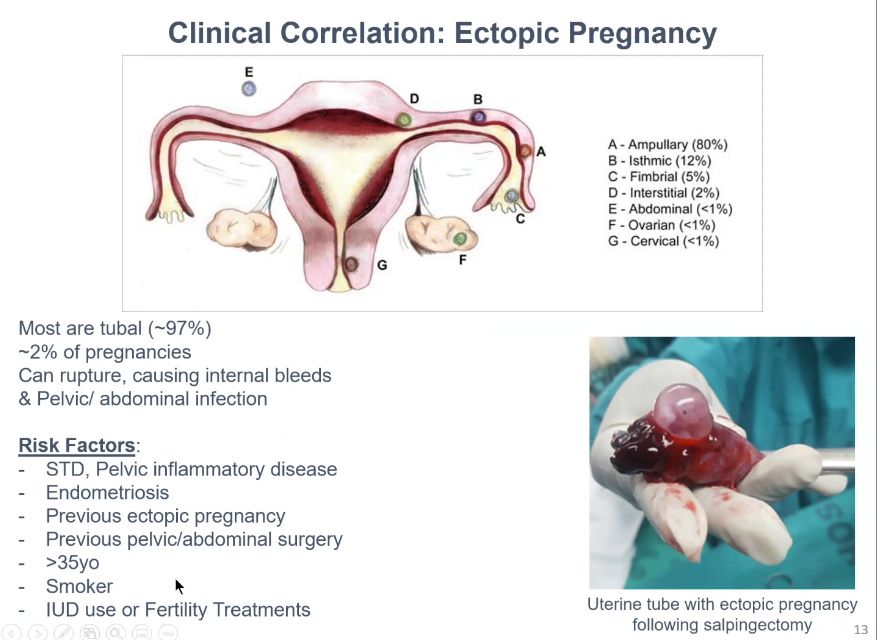 Clinical Correlation: Ectopic Pregnancy
E
D
B
A
C
F
G
A - Ampullary (80%)
B - Isthmic (12%)
C - Fimbrial (5%)
D - Interstitial (2%)
E - Abdominal (<1%)
F - Ovarian (<1%)
G - Cervical (<1%)
Most are tubal (~97%)
~2% of pregnancies
Can rupture, causing internal bleeds
& Pelvic/ abdominal infection
Risk Factors:
- STD, Pelvic inflammatory disease
- Endometriosis
- Previous ectopic pregnancy
- Previous pelvic/abdominal surgery
- >35yo
- Smoker
- IUD use or Fertility Treatments
Uterine tube with ectopic pregnancy
following salpingectomy
13